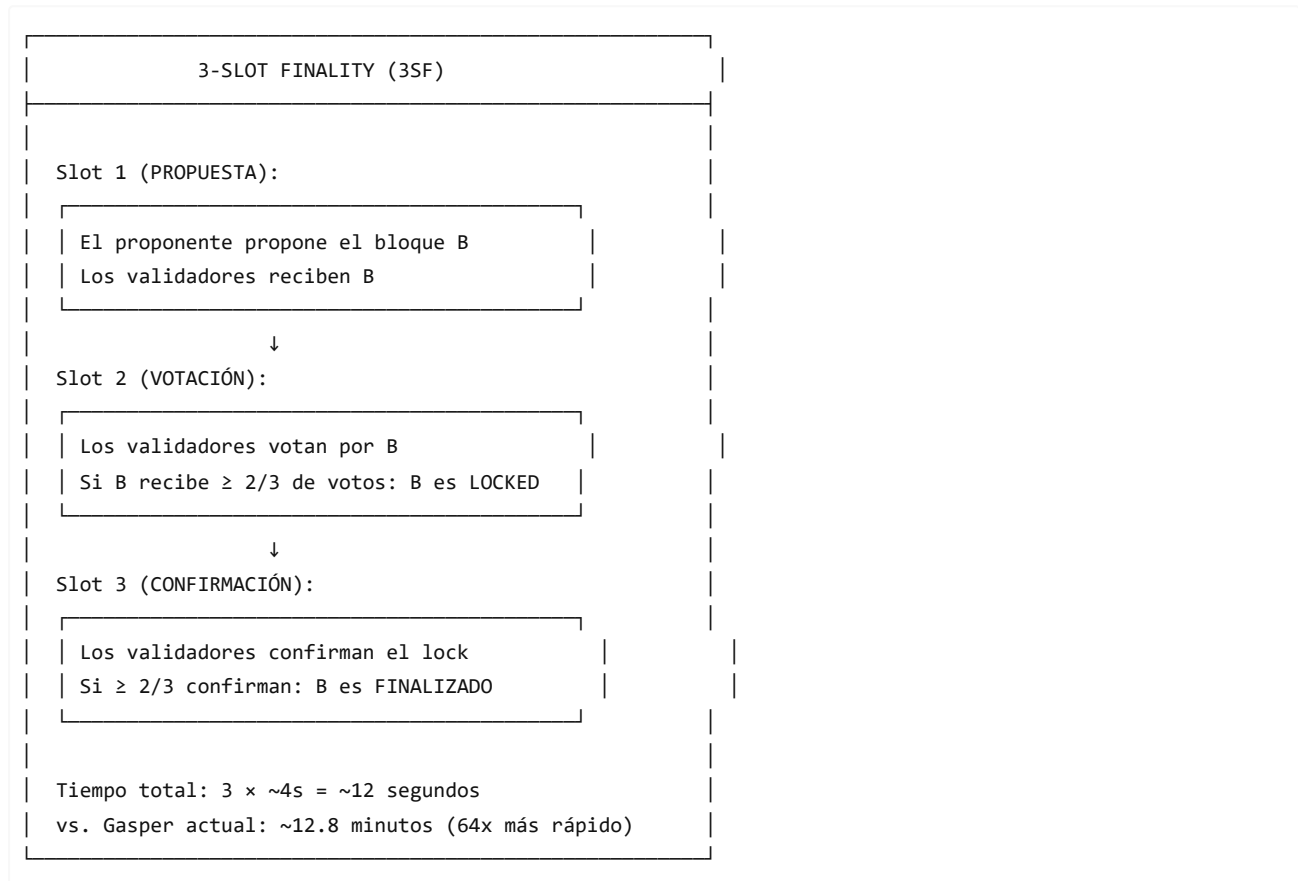 3-SLOT FINALITY (3SF)
Slot 1 (PROPUESTA):
El proponente propone el bloque B
Los validadores reciben B
↓
Slot 2 (VOTACIÓN):
Los validadores votan por B
Si B recibe ≥ 2/3 de votos: B es LOCKED
↓
Slot 3 (CONFIRMACIÓN):
Los validadores confirman el lock
Si ≥ 2/3 confirman: B es FINALIZADO
Tiempo total: 3 × ~4s = ~12 segundos
vs. Gasper actual: ~12.8 minutos (64x más rápido)